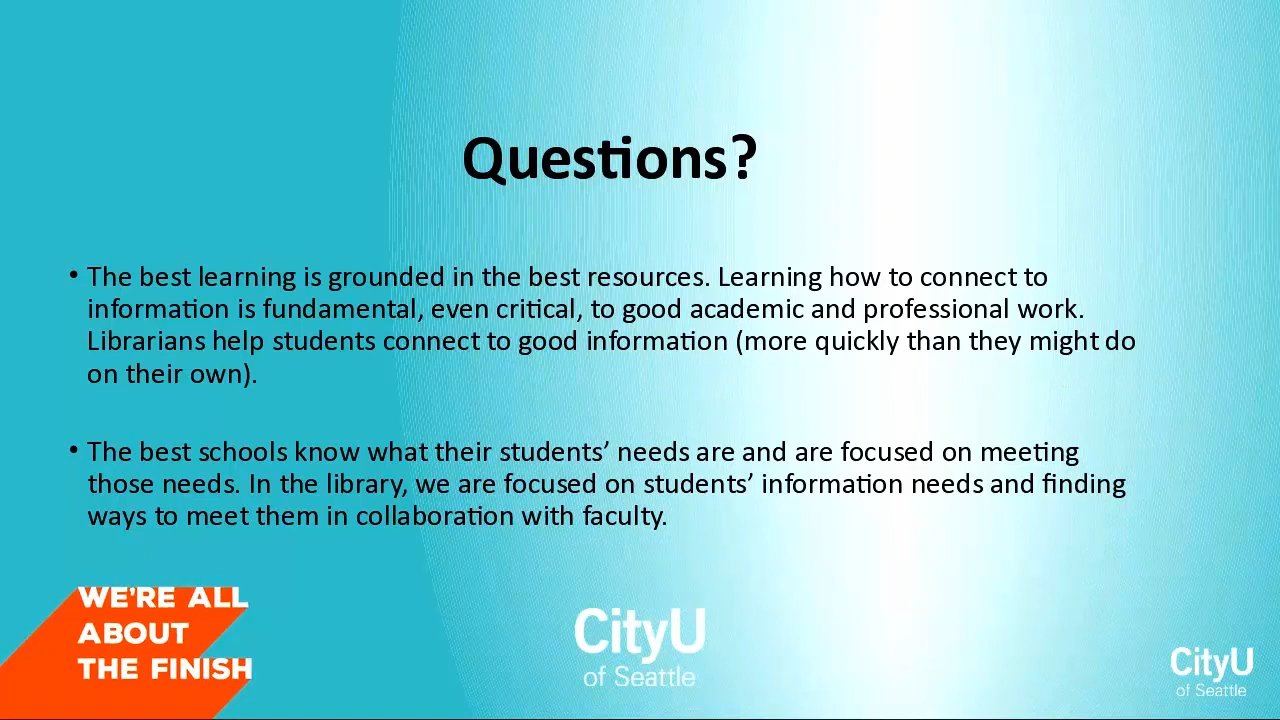 Questions?
• The best learning is grounded in the best resources. Learning how to connect to
information is fundamental, even critical, to good academic and professional work.
Librarians help students connect to good information (more quickly than they might do
on their own).
• The best schools know what their students’ needs are and are focused on meeting
those needs. In the library, we are focused on students’ information needs and finding
ways to meet them in collaboration with faculty.
WE'RE ALL
ABOUT
THE FINISH
CityU
of Seattle
CityU
of Seattle